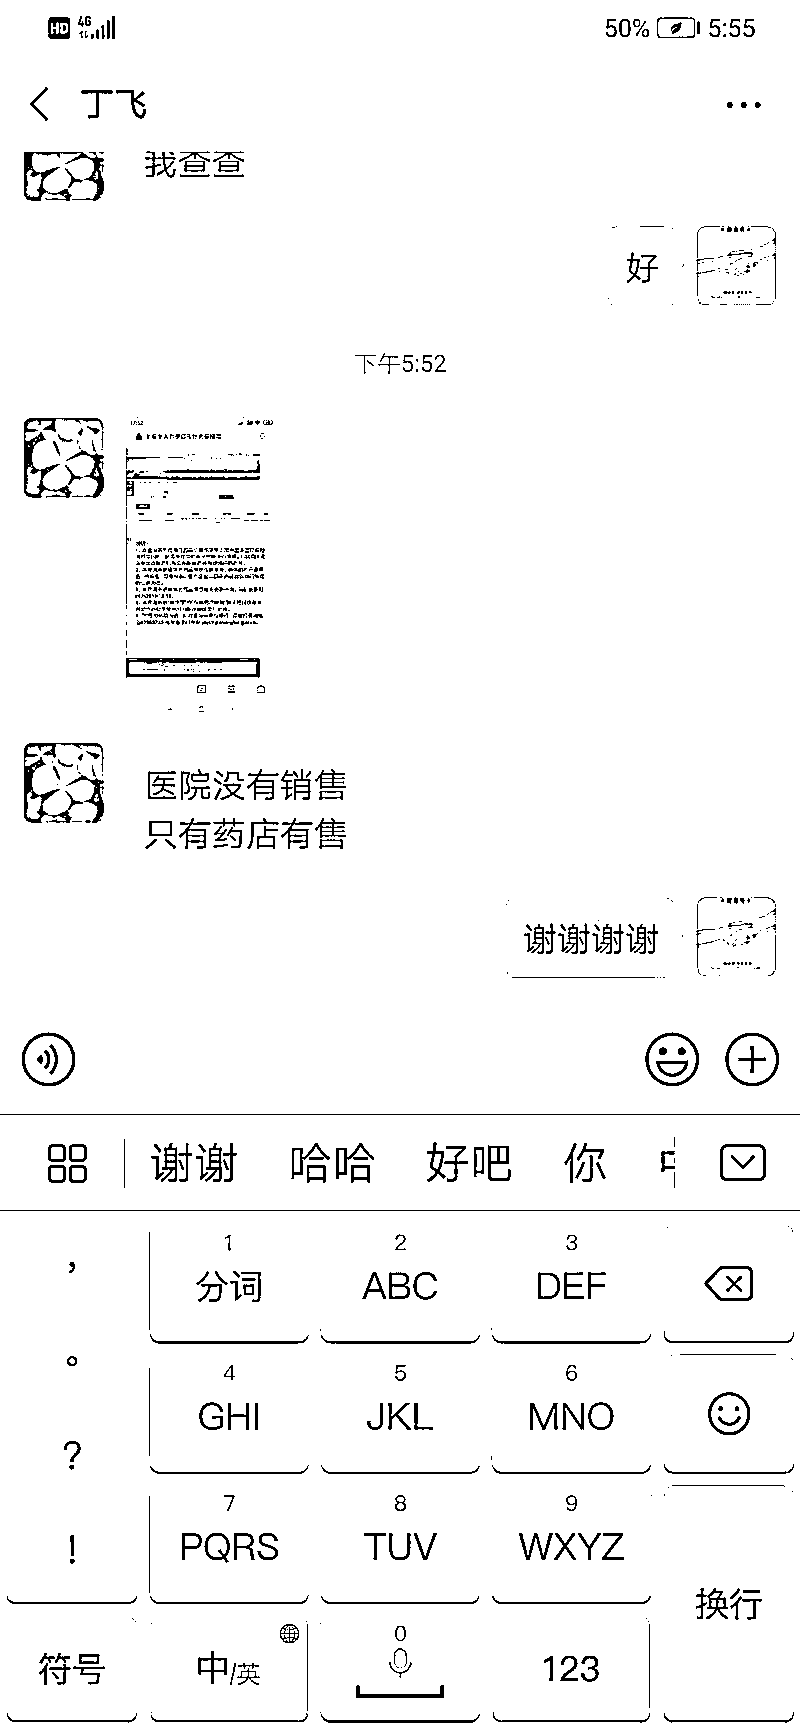 HD 4G 50% 5:55
丁飞
我查查
好
下午5:52
医院没有销售
只有药店有售
谢谢谢谢
谢谢 哈哈 好吧 你
，
1 分词
2 ABC
3 DEF
。
4 GHI
5 JKL
6 MNO
?
7 PQRS
8 TUV
9 WXYZ
!
换行
符号
中/英
0
123